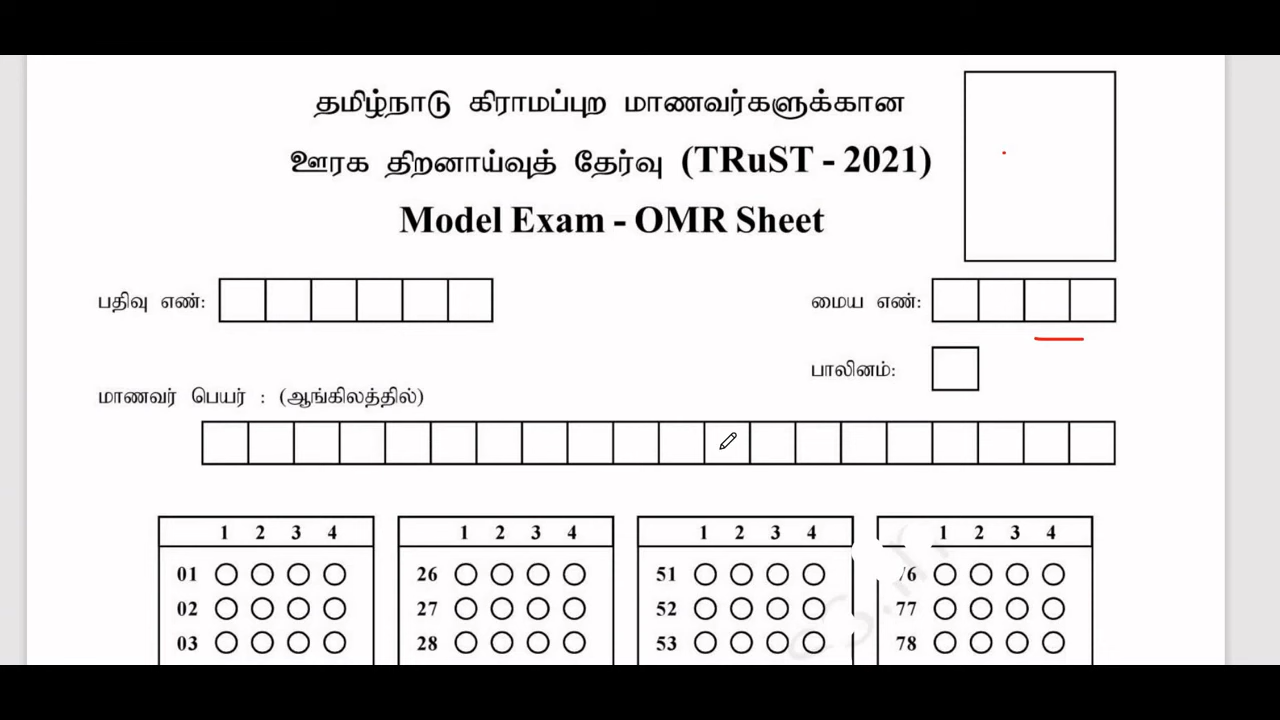 தமிழ்நாடு கிராமப்புற மாணவர்களுக்கான
ஊரக திறனாய்வுத் தேர்வு (TRuST - 2021)
Model Exam - OMR Sheet
பதிவு எண்:
மைய எண்:
பாலினம்:
மாணவர் பெயர் : (ஆங்கிலத்தில்)
1 2 3 4 1 2 3 4 1 2 3 4 1 2 3 4
01 26 51 76
02 27 52 77
03 28 53 78